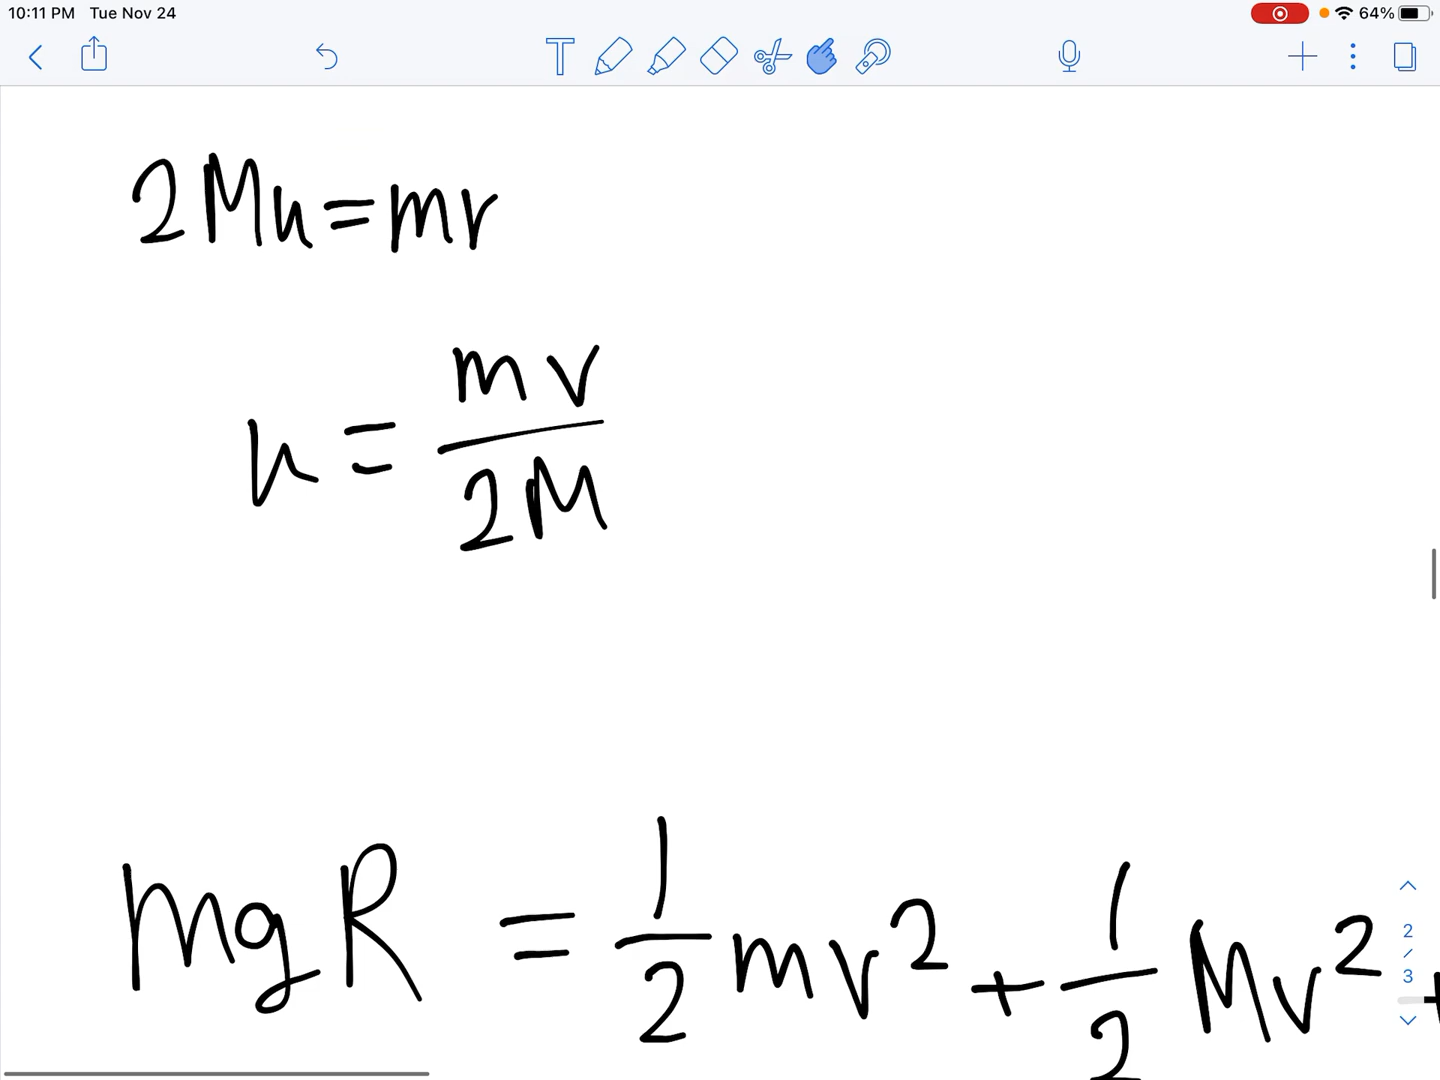 10:11 PM Tue Nov 24 64%
T
2Mu=mv
u = mv/2M
mgR = 1/2 mv² + 1/2 Mv² +
2
/
3